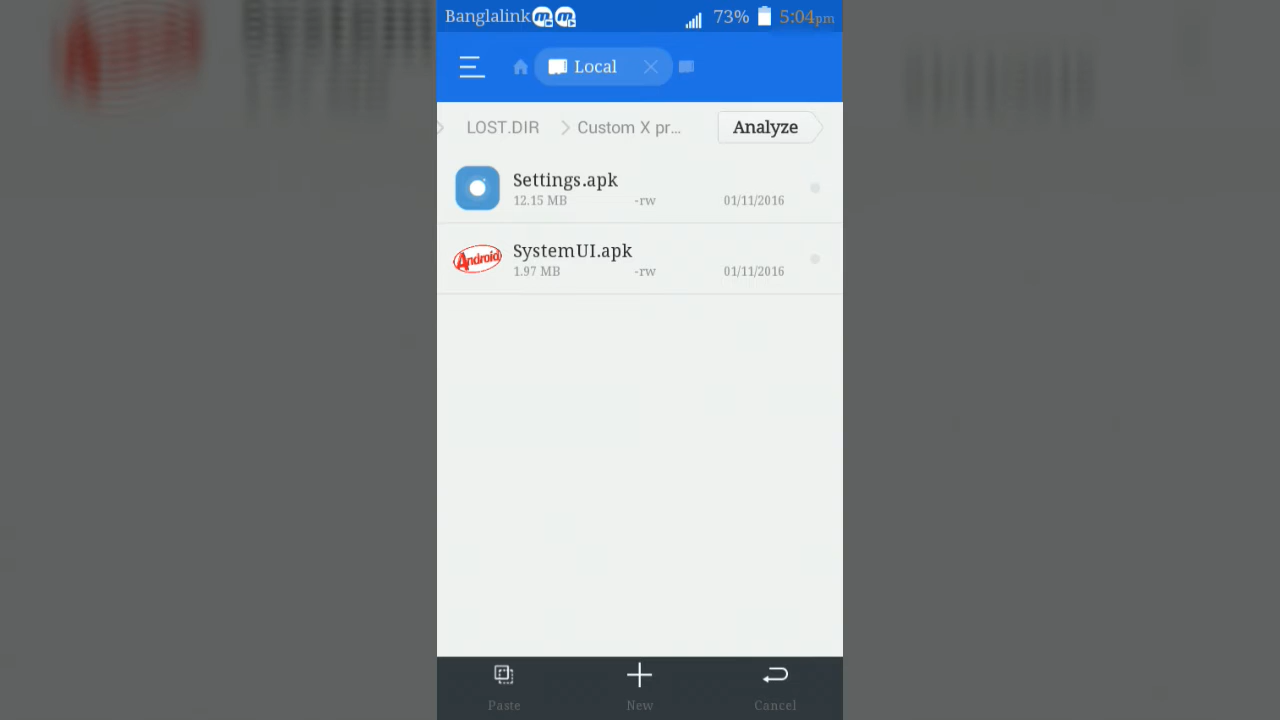 Banglalink 73% 5:04pm
Local
LOST.DIR Custom X pr... Analyze
Settings.apk
12.15 MB -rw 01/11/2016
Android
SystemUI.apk
1.97 MB -rw 01/11/2016
Paste New Cancel